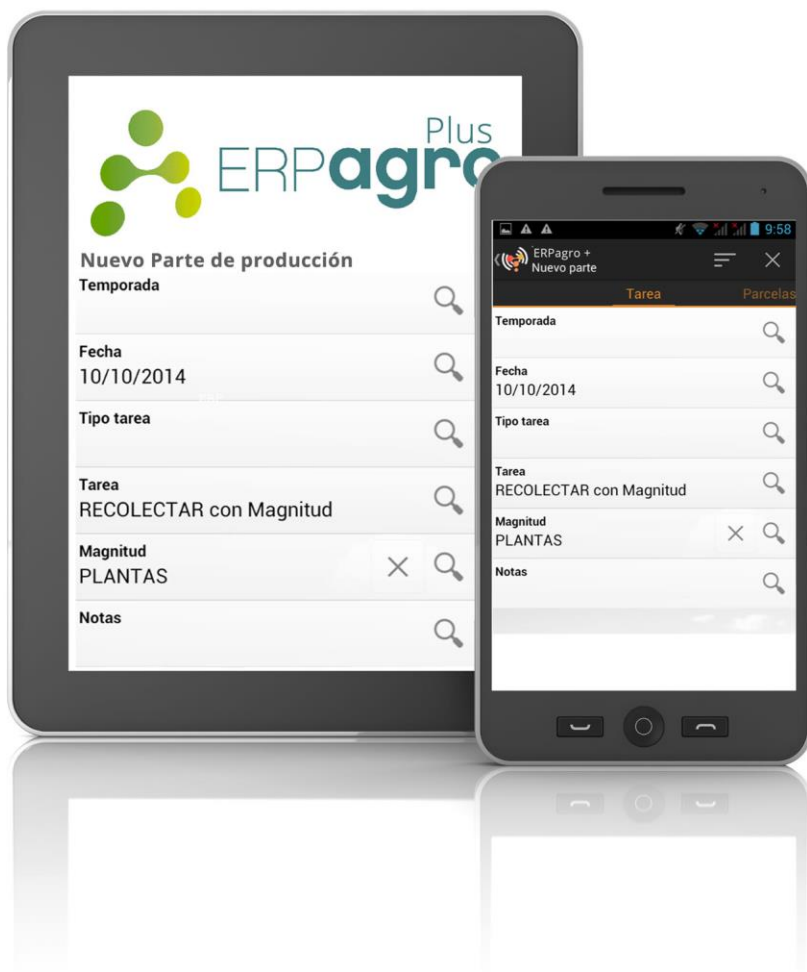 Plus
ERPagro
Nuevo Parte de producción
Temporada
Fecha
10/10/2014
Tipo tarea
Tarea
RECOLECTAR con Magnitud
Magnitud
PLANTAS
Notas
9:58
ERPagro +
Nuevo parte
Tarea
Parcelas
Temporada
Fecha
10/10/2014
Tipo tarea
Tarea
RECOLECTAR con Magnitud
Magnitud
PLANTAS
Notas